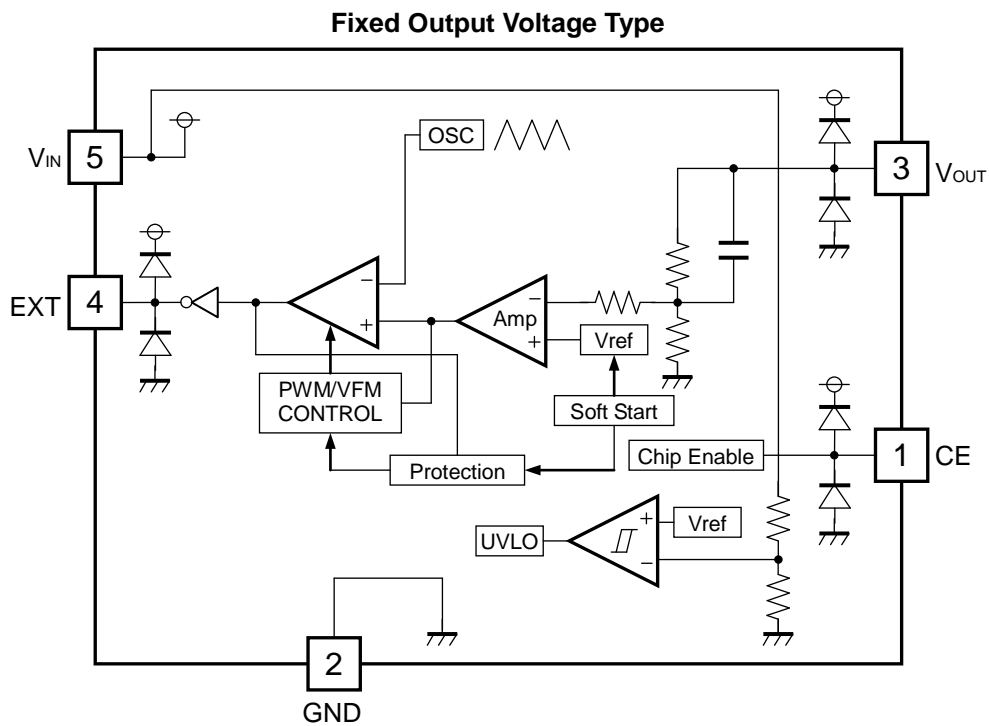 Fixed Output Voltage Type
OSC
5
VIN
3
VOUT
4
EXT
-
+
-
Amp
+
Vref
PWM/VFM
CONTROL
Soft Start
Protection
Chip Enable
1
CE
UVLO
+
-
Vref
2
GND